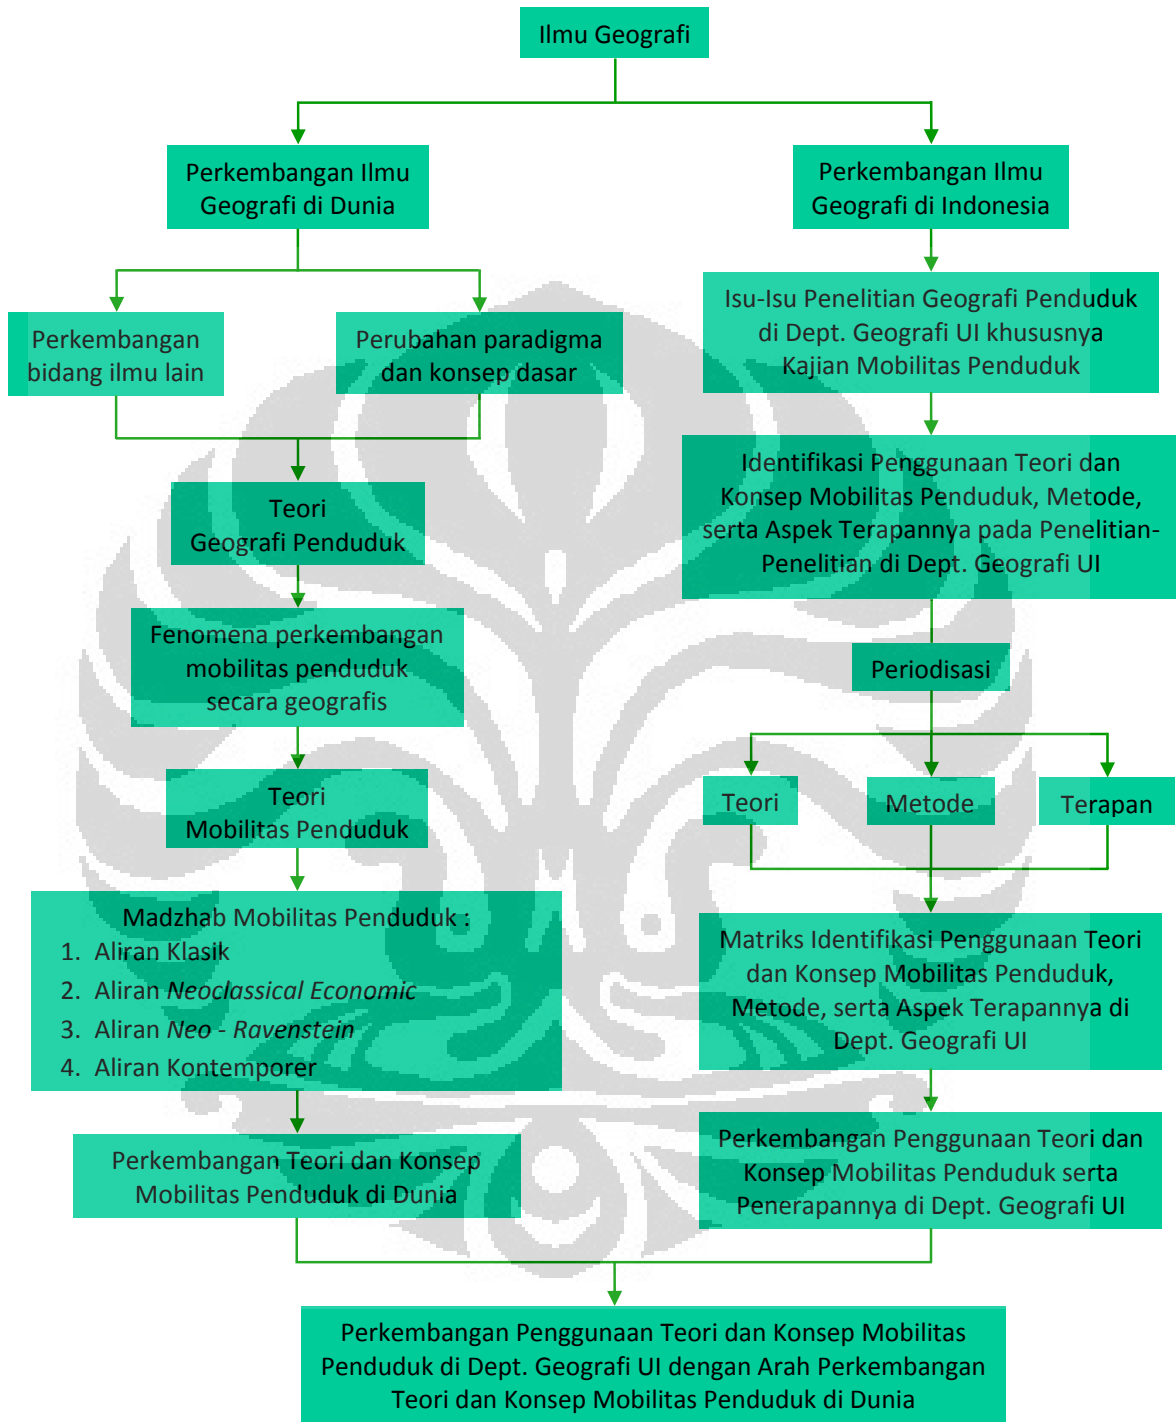 Ilmu Geografi
Perkembangan Ilmu
Geografi di Dunia
Perkembangan Ilmu
Geografi di Indonesia
Perkembangan
bidang ilmu lain
Perubahan paradigma
dan konsep dasar
Isu-Isu Penelitian Geografi Penduduk
di Dept. Geografi UI khususnya
Kajian Mobilitas Penduduk
Teori
Geografi Penduduk
Identifikasi Penggunaan Teori dan
Konsep Mobilitas Penduduk, Metode,
serta Aspek Terapannya pada Penelitian-
Penelitian di Dept. Geografi UI
Fenomena perkembangan
mobilitas penduduk
secara geografis
Periodisasi
Teori
Mobilitas Penduduk
Teori
Metode
Terapan
Madzhab Mobilitas Penduduk :
1. Aliran Klasik
2. Aliran Neoclassical Economic
3. Aliran Neo - Ravenstein
4. Aliran Kontemporer
Matriks Identifikasi Penggunaan Teori
dan Konsep Mobilitas Penduduk,
Metode, serta Aspek Terapannya di
Dept. Geografi UI
Perkembangan Teori dan Konsep
Mobilitas Penduduk di Dunia
Perkembangan Penggunaan Teori dan
Konsep Mobilitas Penduduk serta
Penerapannya di Dept. Geografi UI
Perkembangan Penggunaan Teori dan Konsep Mobilitas
Penduduk di Dept. Geografi UI dengan Arah Perkembangan
Teori dan Konsep Mobilitas Penduduk di Dunia